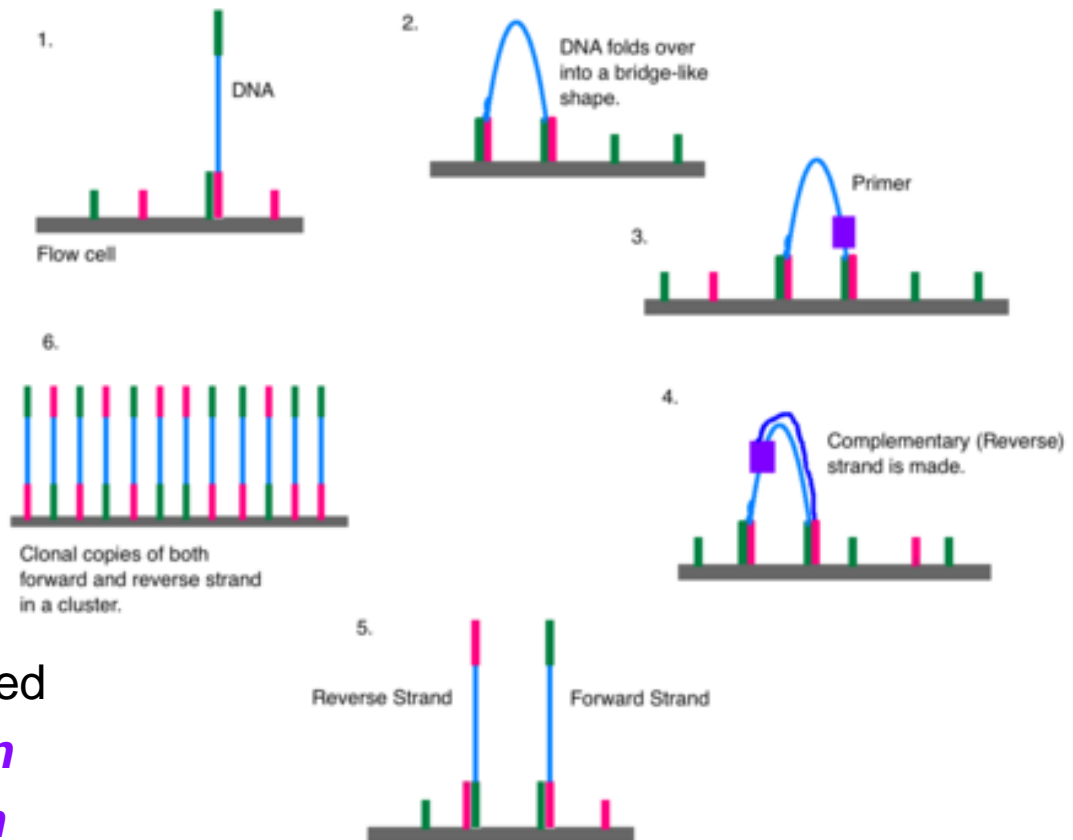 1.
DNA
Flow cell
2.
DNA folds over
into a bridge-like
shape.
3.
Primer
4.
Complementary (Reverse)
strand is made.
5.
Reverse Strand
Forward Strand
6.
Clonal copies of both
forward and reverse strand
in a cluster.
ed
n